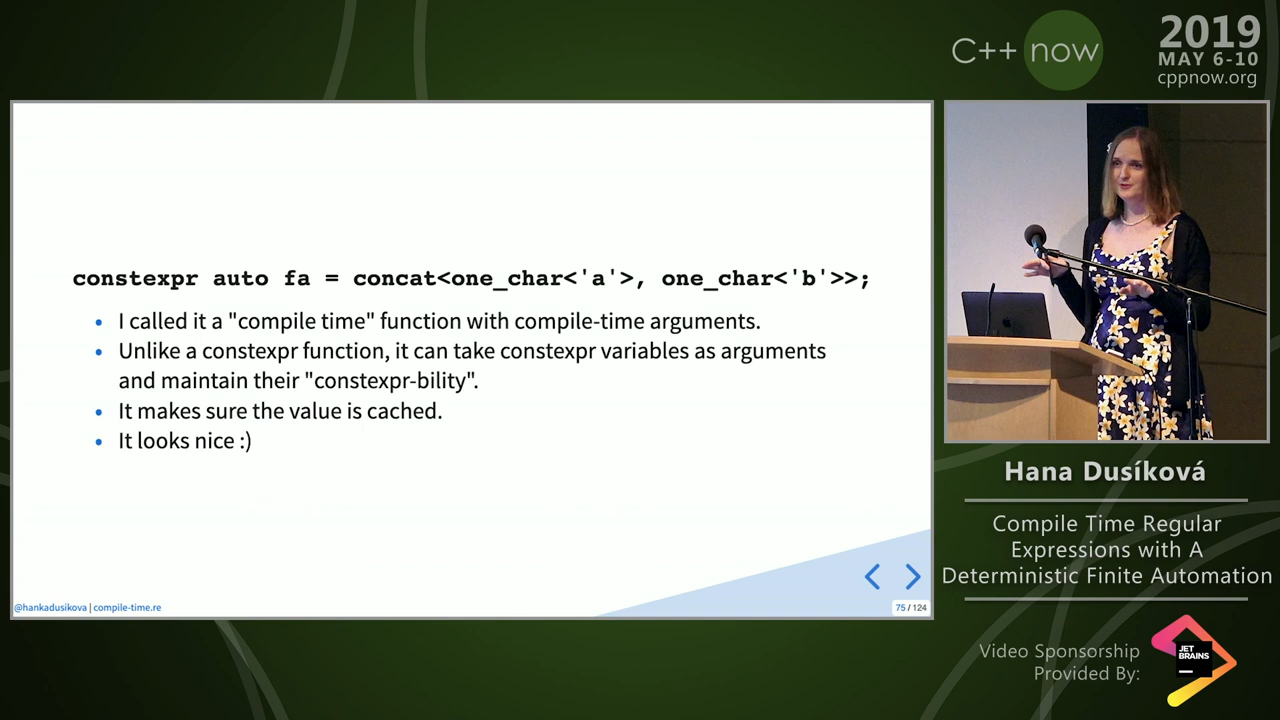 C++ now
2019
MAY 6-10
cppnow.org
constexpr auto fa = concat<one_char<'a'>, one_char<'b'>>;
• I called it a "compile time" function with compile-time arguments.
• Unlike a constexpr function, it can take constexpr variables as arguments
and maintain their "constexpr-bility".
• It makes sure the value is cached.
• It looks nice :)
@hankadusikova | compile-time.re
75 / 124
Hana Dusíková
Compile Time Regular
Expressions with A
Deterministic Finite Automation
Video Sponsorship
Provided By:
JET
BRAINS